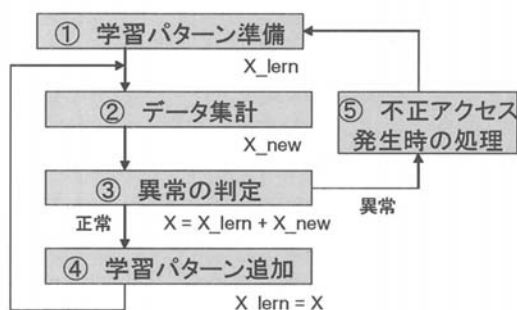 ① 学習パターン準備
X_lern
② データ集計
X_new
③ 異常の判定
正常
X = X_lern + X_new
異常
④ 学習パターン追加
X_lern = X
⑤ 不正アクセス
発生時の処理